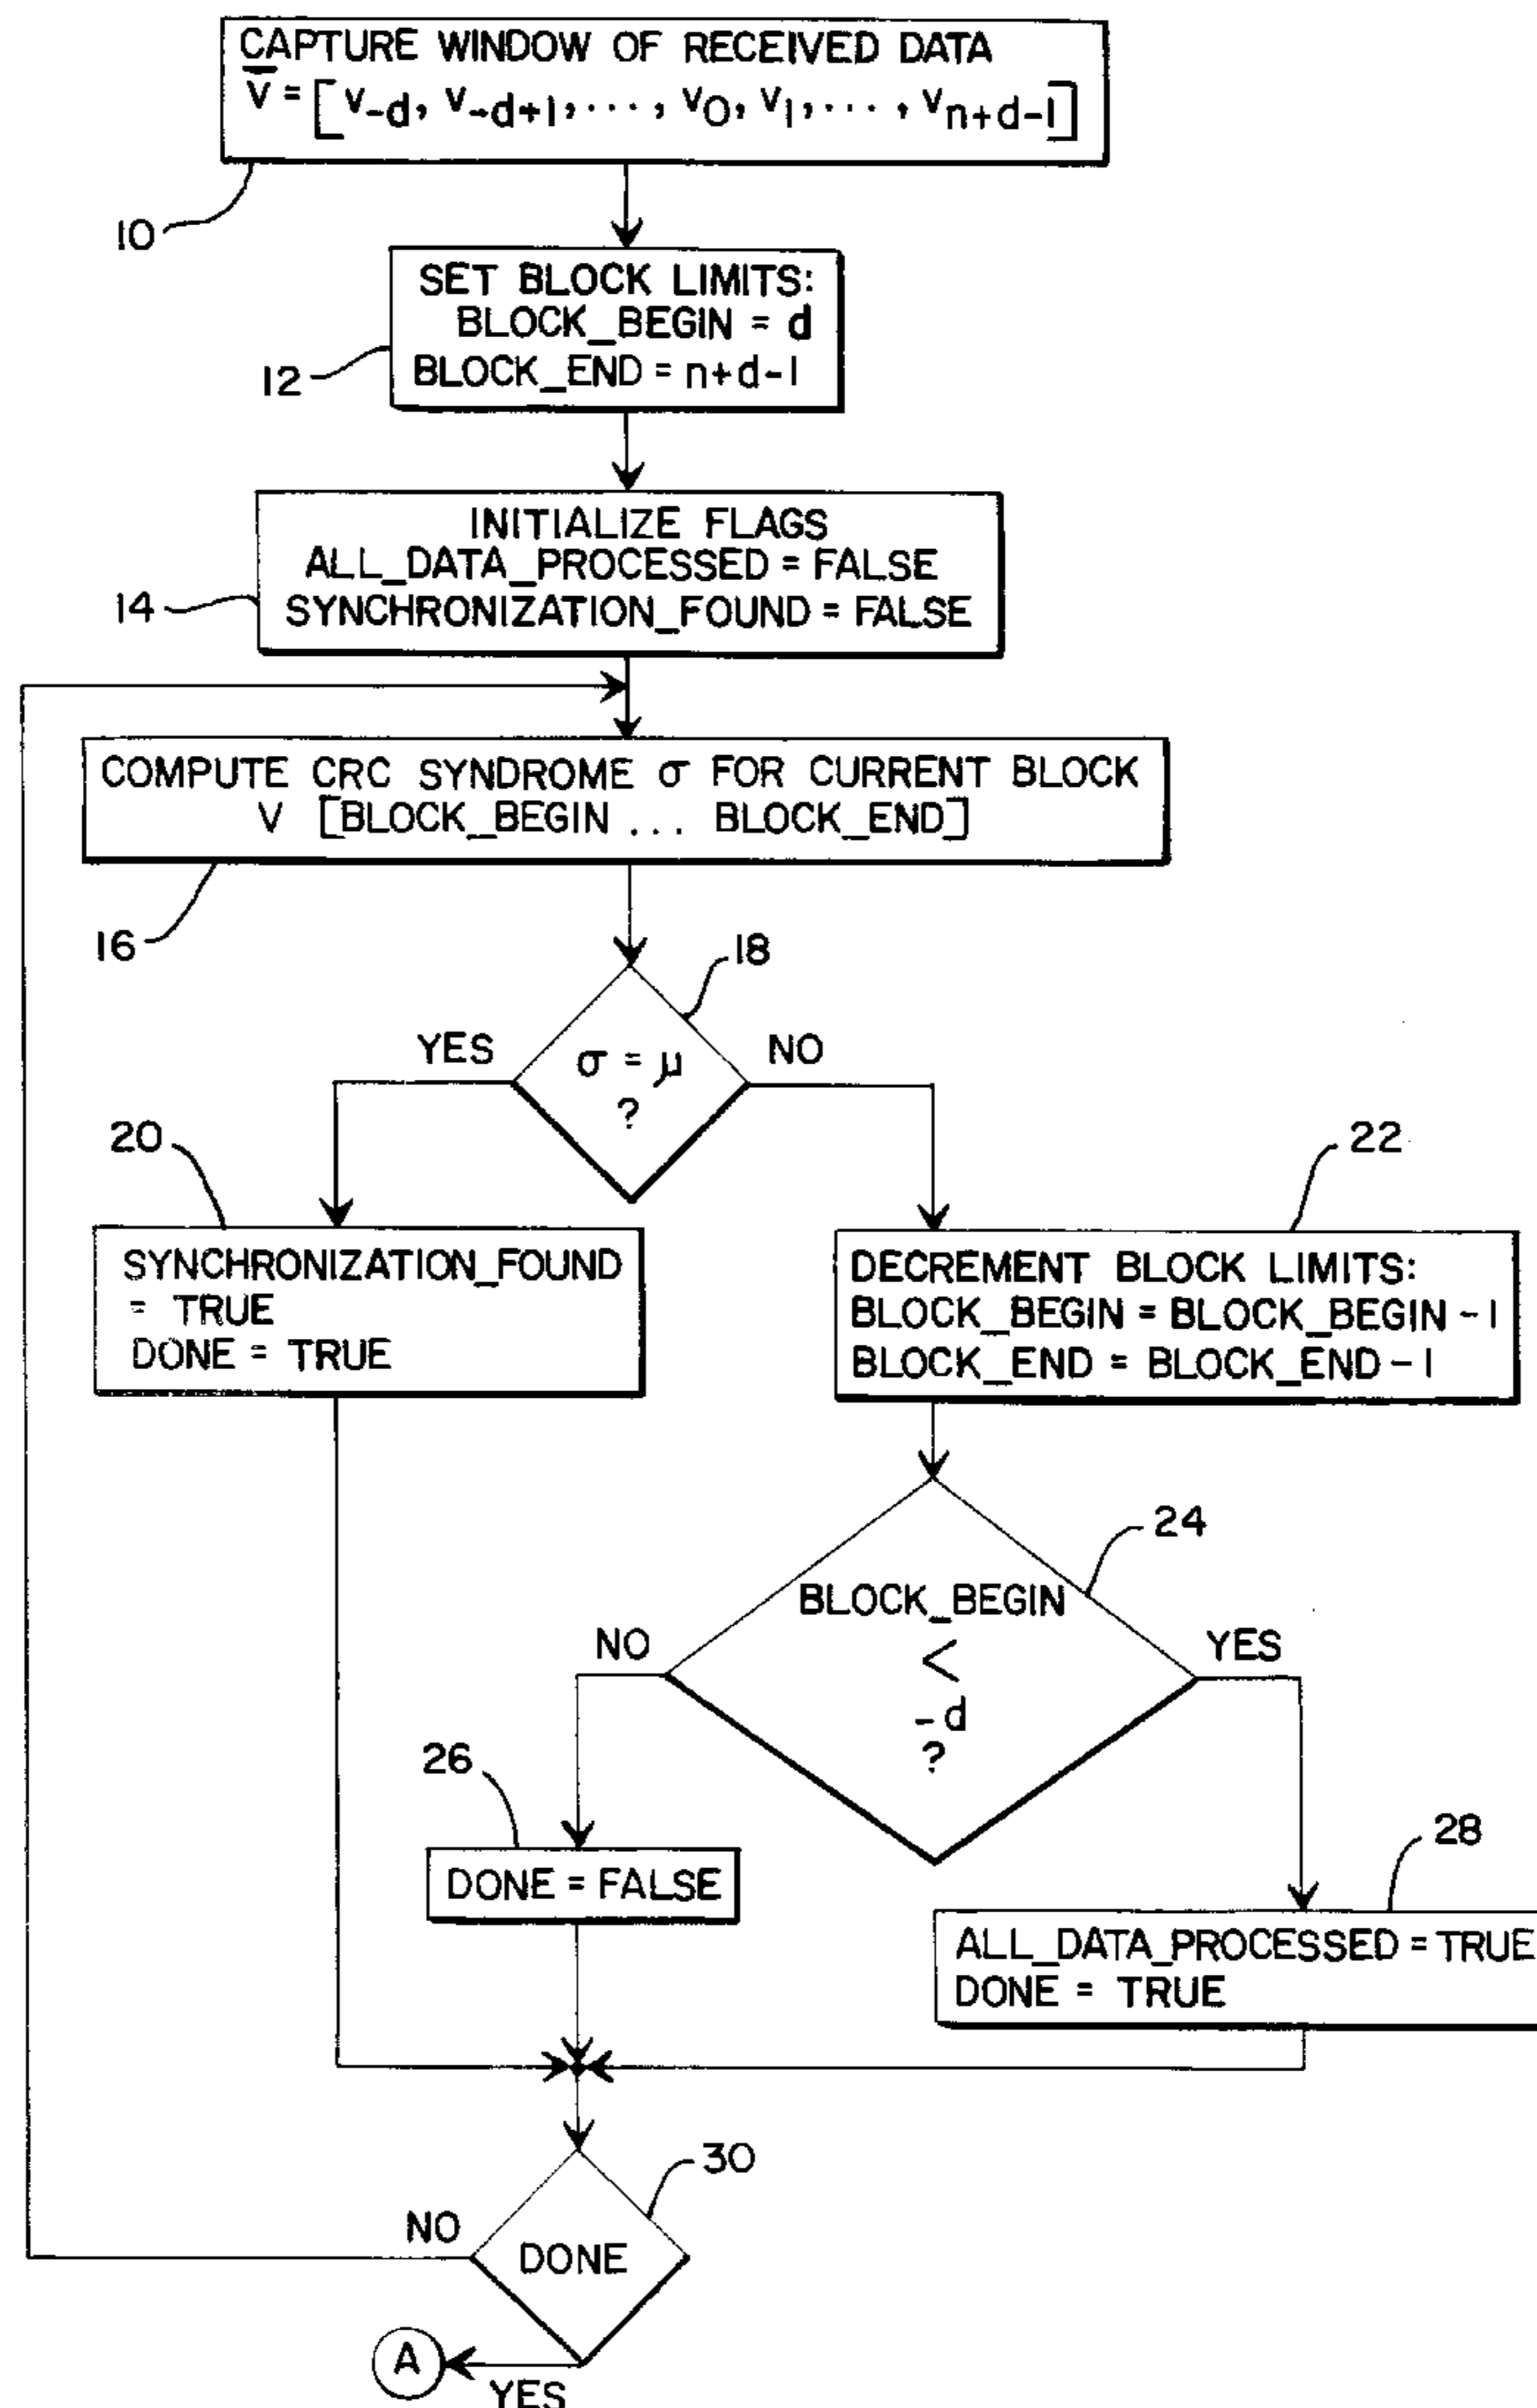 CAPTURE WINDOW OF RECEIVED DATA
V̅ = [v₋d, v₋d+1, ..., v0, v1, ..., vn+d-1]
10
SET BLOCK LIMITS:
BLOCK_BEGIN = d
BLOCK_END = n+d-1
12
INITIALIZE FLAGS
ALL_DATA_PROCESSED = FALSE
SYNCHRONIZATION_FOUND = FALSE
14
COMPUTE CRC SYNDROME σ FOR CURRENT BLOCK
V [BLOCK_BEGIN ... BLOCK_END]
16
18
YES
σ = μ
?
NO
20
22
SYNCHRONIZATION_FOUND
= TRUE
DONE = TRUE
DECREMENT BLOCK LIMITS:
BLOCK_BEGIN = BLOCK_BEGIN - 1
BLOCK_END = BLOCK_END - 1
24
BLOCK_BEGIN
<
-d
?
NO
YES
26
28
DONE = FALSE
ALL_DATA_PROCESSED = TRUE
DONE = TRUE
30
NO
DONE
A
YES